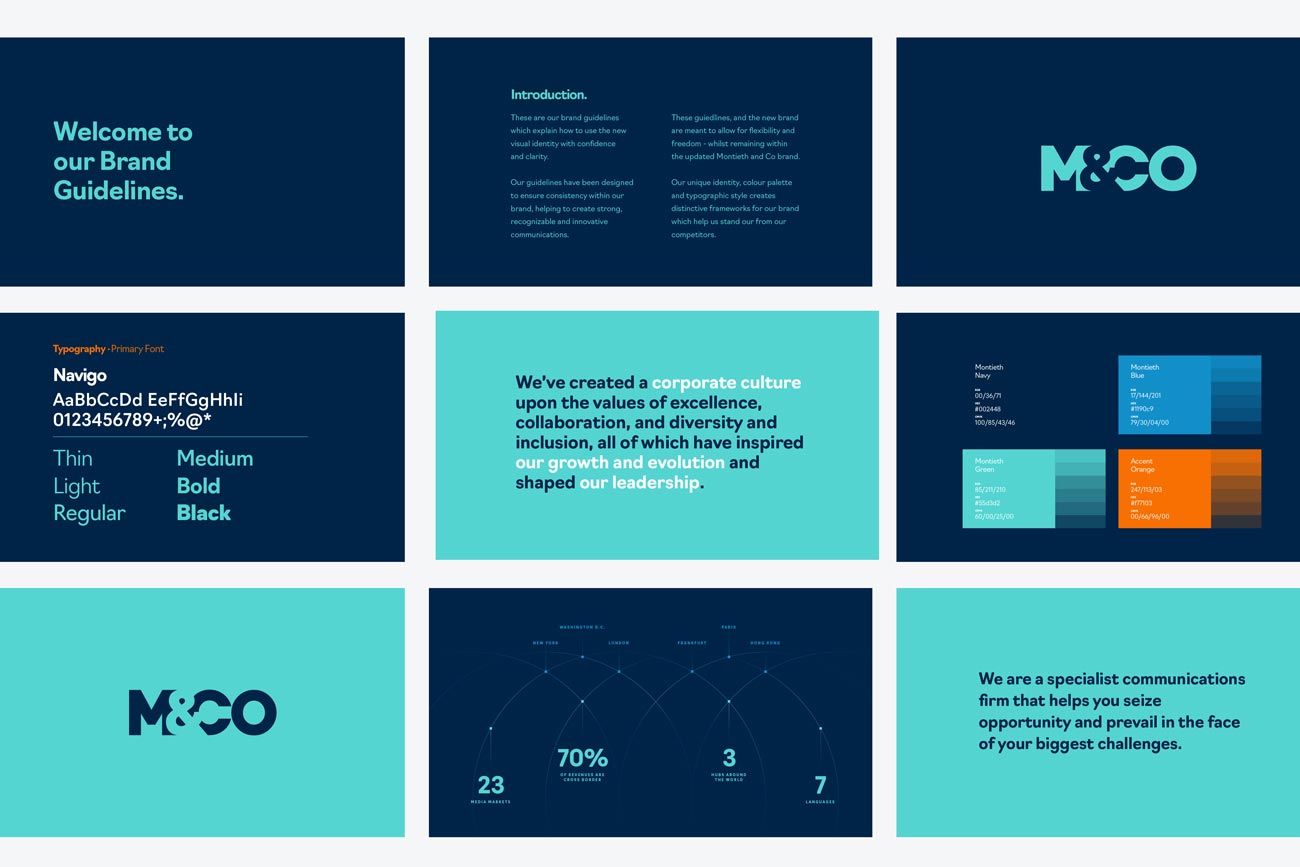 Welcome to
our Brand
Guidelines.
Introduction.
These are our brand guidelines
which explain how to use the new
visual identity with confidence
and clarity.
Our guidelines have been designed
to ensure consistency within our
brand, helping to create strong,
recognizable and innovative
communications.
These guiedlines, and the new brand
are meant to allow for flexibility and
freedom - whilst remaining within
the updated Montieth and Co brand.
Our unique identity, colour palette
and typographic style creates
distinctive frameworks for our brand
which help us stand our from our
competitors.
M&CO
Typography - Primary Font
Navigo
AaBbCcDd EeFfGgHhIi
0123456789+;%@*
Thin
Light
Regular
Medium
Bold
Black
We've created a corporate culture
upon the values of excellence,
collaboration, and diversity and
inclusion, all of which have inspired
our growth and evolution and
shaped our leadership.
Montieth
Navy
00/36/71
#002448
100/85/43/46
Montieth
Blue
17/144/201
#1190c9
79/30/04/00
Montieth
Green
85/211/210
#55d3d2
60/00/25/00
Accent
Orange
247/113/03
#f77103
00/66/96/00
M&CO
WASHINGTON D.C.
PARIS
NEW YORK
LONDON
FRANKFURT
HONG KONG
70%
OF REVENUES ARE
CROSS BORDER
3
HUBS AROUND
THE WORLD
23
MEDIA MARKETS
7
LANGUAGES
We are a specialist communications
firm that helps you seize
opportunity and prevail in the face
of your biggest challenges.